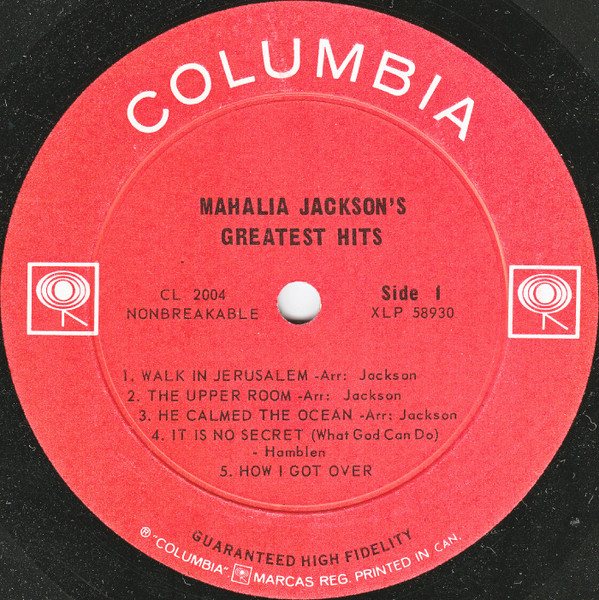 COLUMBIA
MAHALIA JACKSON'S
GREATEST HITS
CL 2004
NONBREAKABLE
Side 1
XLP 58930
1. WALK IN JERUSALEM -Arr: Jackson
2. THE UPPER ROOM -Arr: Jackson
3. HE CALMED THE OCEAN -Arr: Jackson
4. IT IS NO SECRET (What God Can Do)
- Hamblen
5. HOW I GOT OVER
GUARANTEED HIGH FIDELITY
® "COLUMBIA", MARCAS REG. PRINTED IN CAN.